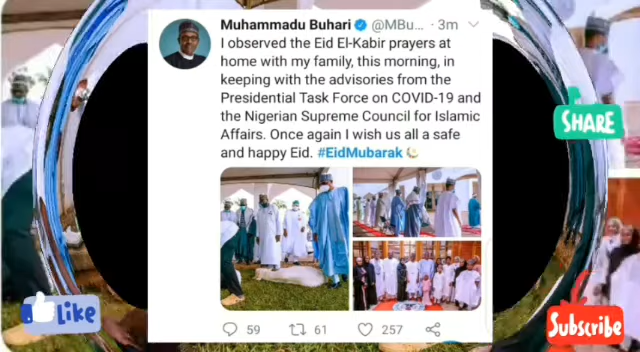 Muhammadu Buhari @MBu... · 3m
I observed the Eid El-Kabir prayers at
home with my family, this morning, in
keeping with the advisories from the
Presidential Task Force on COVID-19 and
the Nigerian Supreme Council for Islamic
Affairs. Once again I wish us all a safe
and happy Eid. #EidMubarak
59 61 257
SHARE
Like
Subscribe